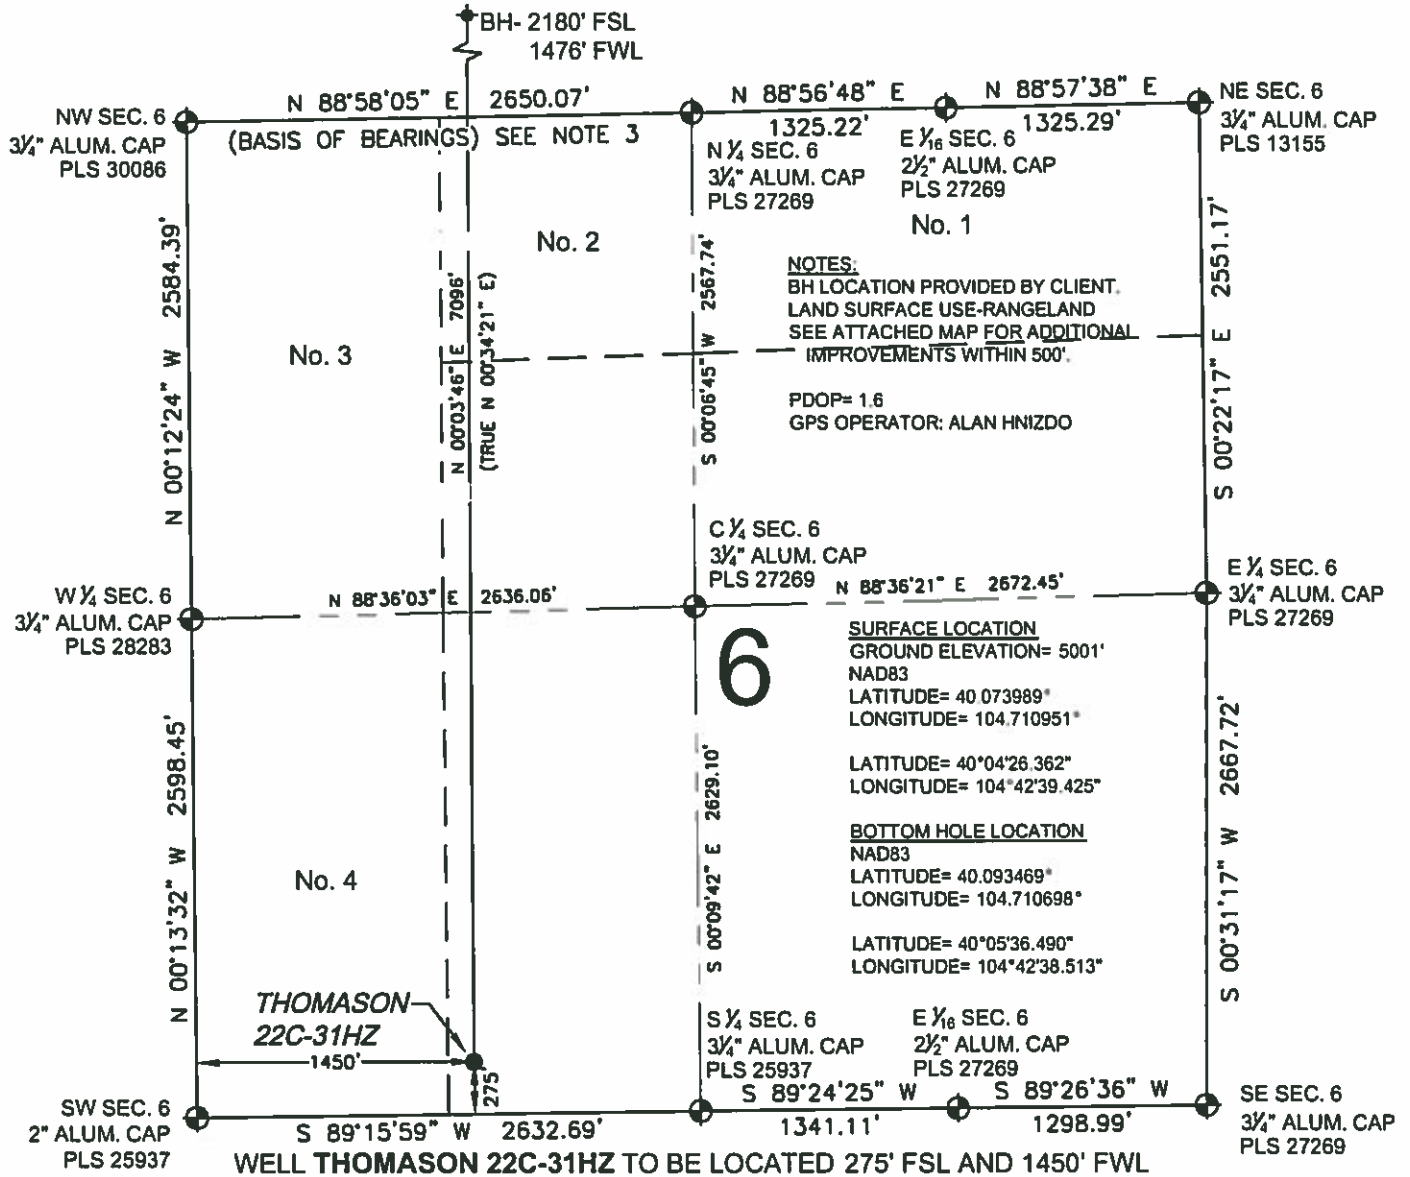 BH- 2180' FSL
1476' FWL
N 88°58'05" E 2650.07'
(BASIS OF BEARINGS) SEE NOTE 3
N 88°56'48" E
1325.22'
N 88°57'38" E
1325.29'
NW SEC. 6
3¼" ALUM. CAP
PLS 30086
N ¼ SEC. 6
3¼" ALUM. CAP
PLS 27269
E 1⁄16 SEC. 6
2½" ALUM. CAP
PLS 27269
NE SEC. 6
3¼" ALUM. CAP
PLS 13155
No. 1
No. 2
No. 3
N 00°12'24" W 2584.39'
N 00°03'46" E 7096'
(TRUE N 00°34'21" E)
S 00°06'45" W 2567.74'
S 00°22'17" E 2551.17'
NOTES:
BH LOCATION PROVIDED BY CLIENT.
LAND SURFACE USE-RANGELAND
SEE ATTACHED MAP FOR ADDITIONAL
IMPROVEMENTS WITHIN 500'.
PDOP= 1.6
GPS OPERATOR: ALAN HNIZDO
C ¼ SEC. 6
3¼" ALUM. CAP
PLS 27269
W ¼ SEC. 6
3¼" ALUM. CAP
PLS 28283
N 88°36'03" E 2636.06'
N 88°36'21" E 2672.45'
E ¼ SEC. 6
3¼" ALUM. CAP
PLS 27269
6
SURFACE LOCATION
GROUND ELEVATION= 5001'
NAD83
LATITUDE= 40.073989°
LONGITUDE= 104.710951°
LATITUDE= 40°04'26.362"
LONGITUDE= 104°42'39.425"
BOTTOM HOLE LOCATION
NAD83
LATITUDE= 40.093469°
LONGITUDE= 104.710698°
LATITUDE= 40°05'36.490"
LONGITUDE= 104°42'38.513"
N 00°13'32" W 2598.45'
No. 4
S 00°09'42" E 2629.10'
S 00°31'17" W 2667.72'
THOMASON
22C-31HZ
1450'
275
S ¼ SEC. 6
3¼" ALUM. CAP
PLS 25937
E 1⁄16 SEC. 6
2½" ALUM. CAP
PLS 27269
SW SEC. 6
2" ALUM. CAP
PLS 25937
S 89°15'59" W 2632.69'
S 89°24'25" W
1341.11'
S 89°26'36" W
1298.99'
SE SEC. 6
3¼" ALUM. CAP
PLS 27269
WELL THOMASON 22C-31HZ TO BE LOCATED 275' FSL AND 1450' FWL